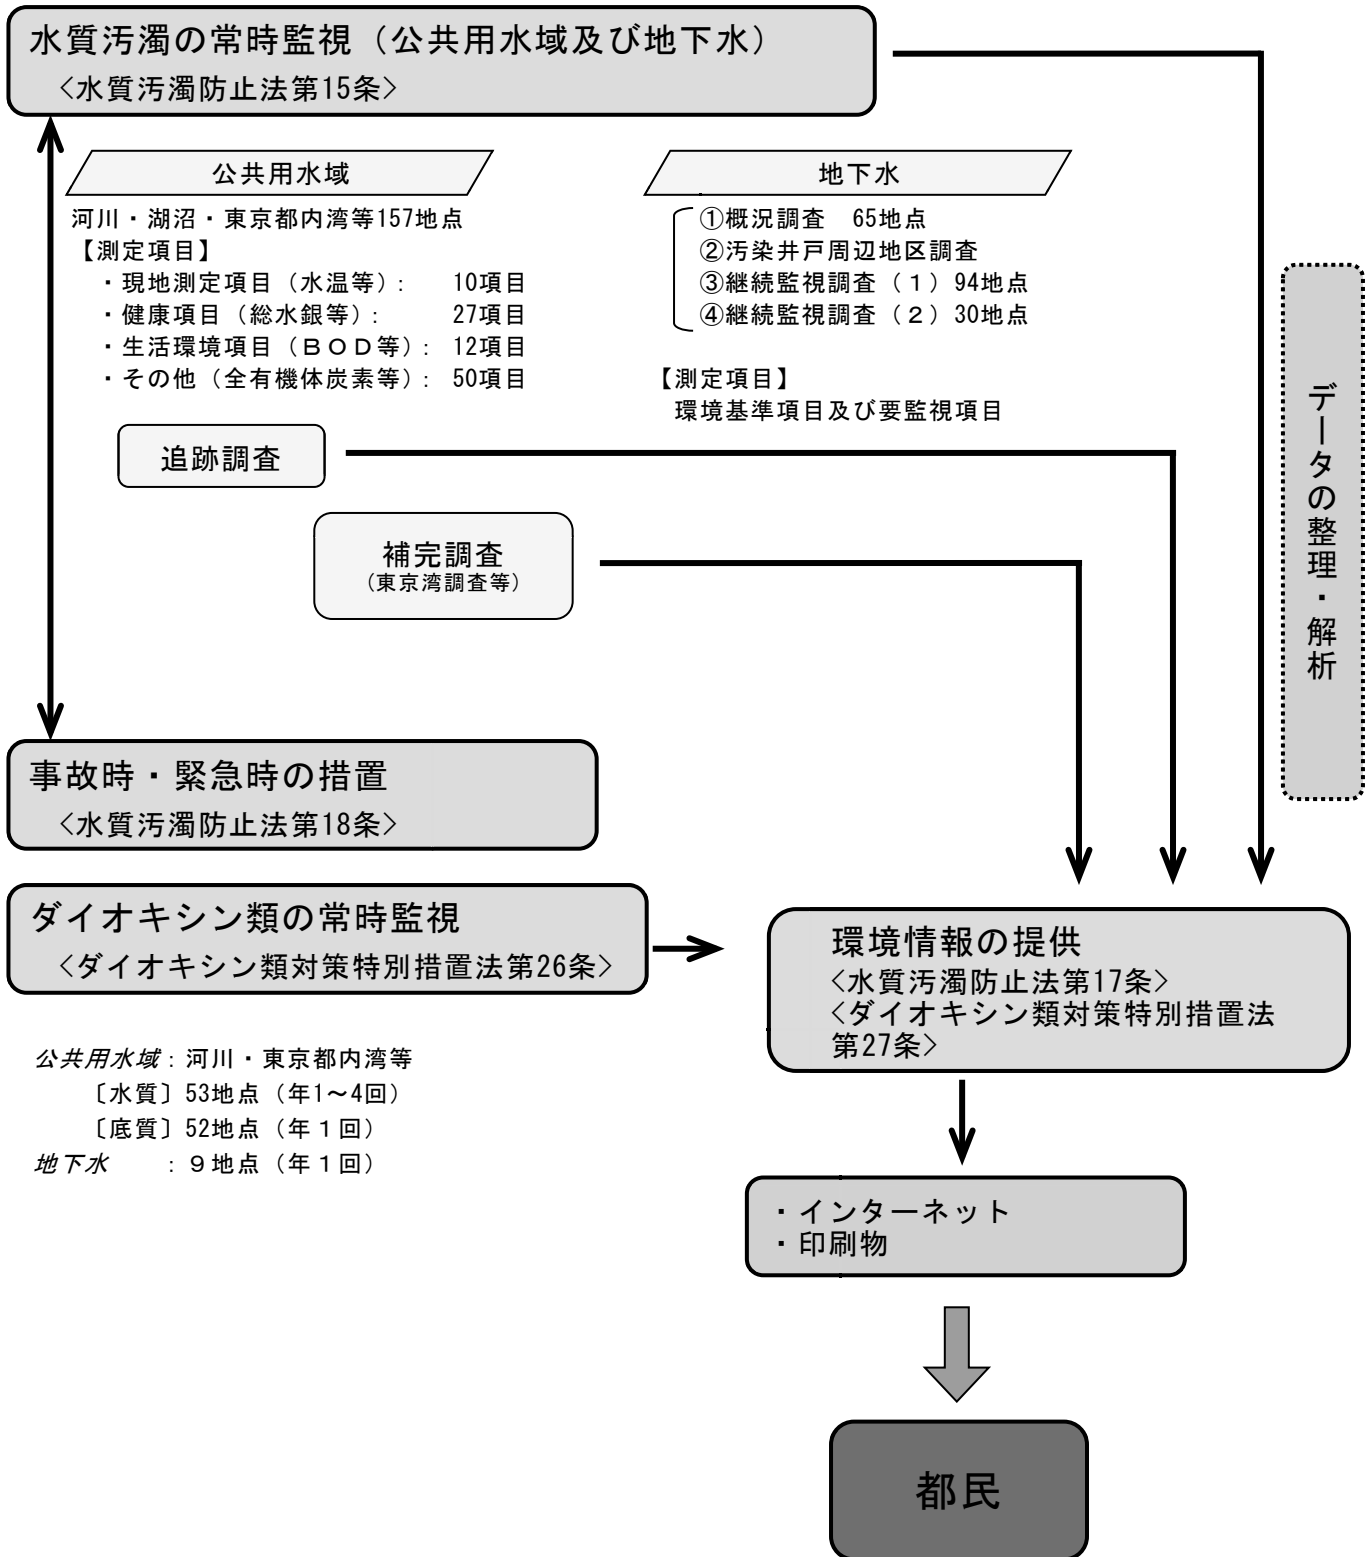 水質汚濁の常時監視（公共用水域及び地下水）
〈水質汚濁防止法第15条〉
公共用水域
河川・湖沼・東京都内湾等157地点
【測定項目】
・現地測定項目（水温等）： 10項目
・健康項目（総水銀等）： 27項目
・生活環境項目（ＢＯＤ等）： 12項目
・その他（全有機体炭素等）： 50項目
地下水
①概況調査　65地点
②汚染井戸周辺地区調査
③継続監視調査（１）94地点
④継続監視調査（２）30地点
【測定項目】
環境基準項目及び要監視項目
追跡調査
補完調査
（東京湾調査等）
データの整理・解析
事故時・緊急時の措置
〈水質汚濁防止法第18条〉
ダイオキシン類の常時監視
〈ダイオキシン類対策特別措置法第26条〉
公共用水域：河川・東京都内湾等
〔水質〕53地点（年1～4回）
〔底質〕52地点（年１回）
地下水　　：９地点（年１回）
環境情報の提供
〈水質汚濁防止法第17条〉
〈ダイオキシン類対策特別措置法
第27条〉
・インターネット
・印刷物
都民